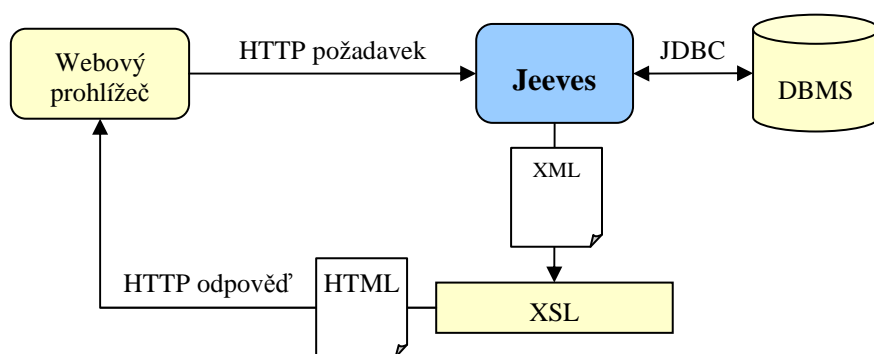 Webový
prohlížeč
HTTP požadavek
Jeeves
JDBC
DBMS
XML
HTTP odpověď
HTML
XSL